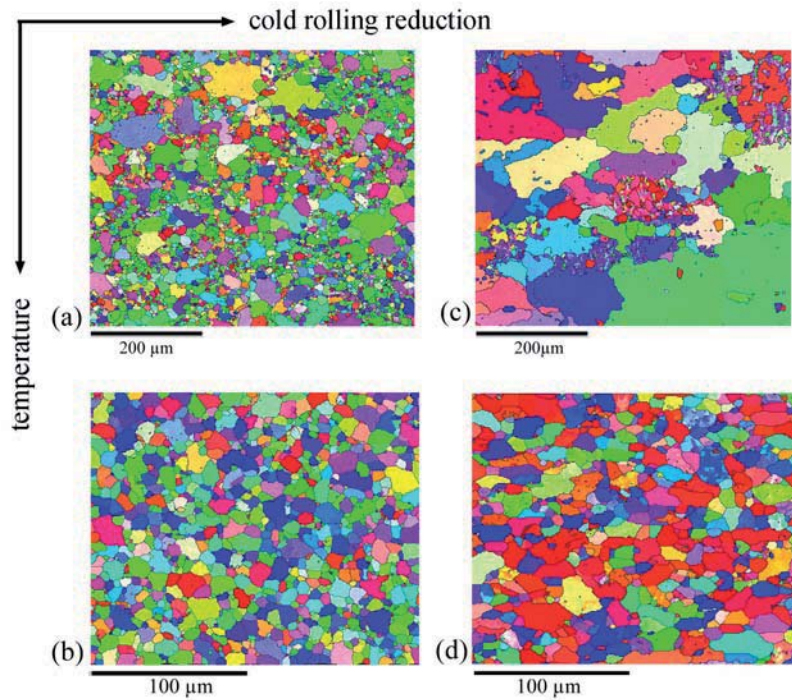 cold rolling reduction
temperature
(a)
(c)
200 µm
200µm
(b)
(d)
100 µm
100 µm